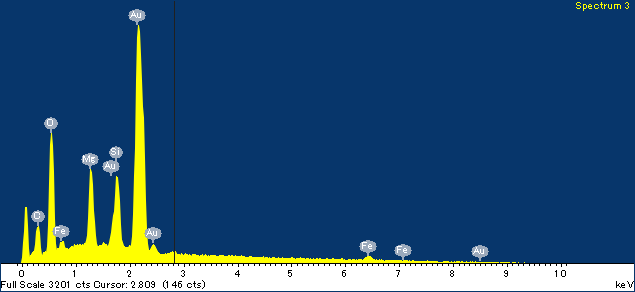 Spectrum 3
Au
O
Mg
Si
Au
C
Fe
Au
Fe
Fe
Au
0 1 2 3 4 5 6 7 8 9 10
Full Scale 3201 cts Cursor: 2.809 (146 cts) keV